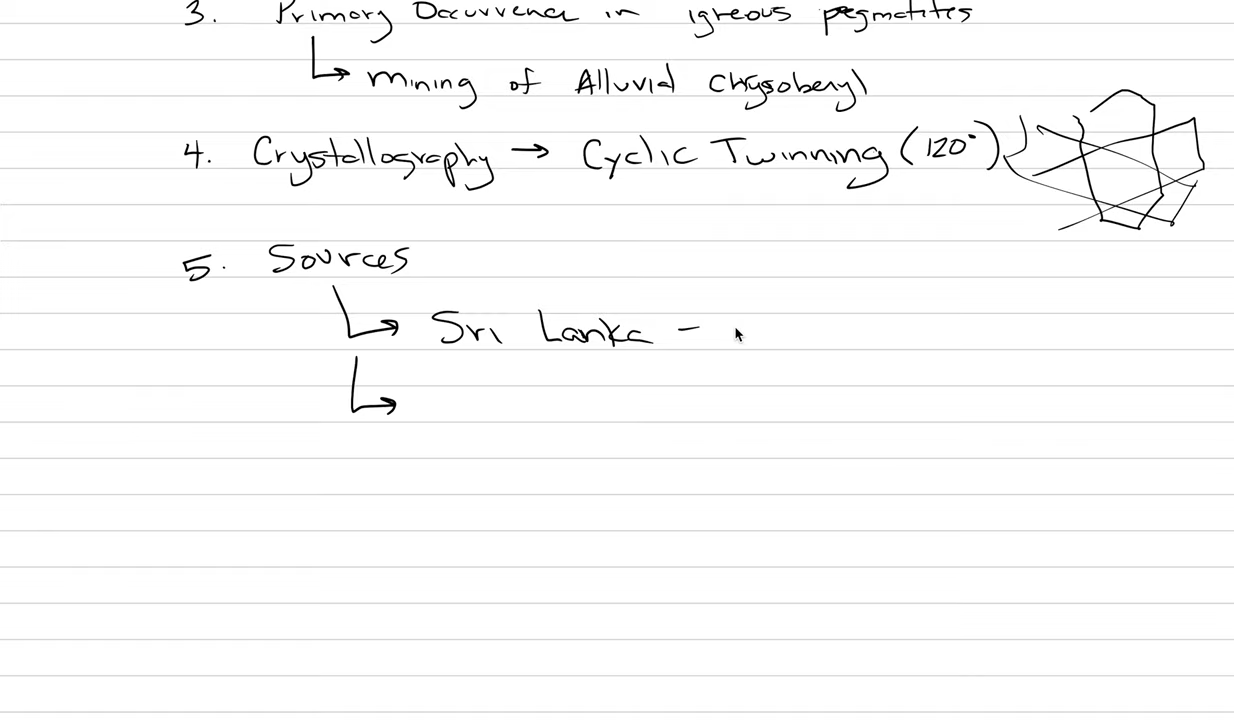 3. Primary Occurrence in igneous pegmatites
↳ Mining of Alluvial Chrysoberyl
4. Crystallography → Cyclic Twinning (120°)
5. Sources
↳ Sri Lanka -